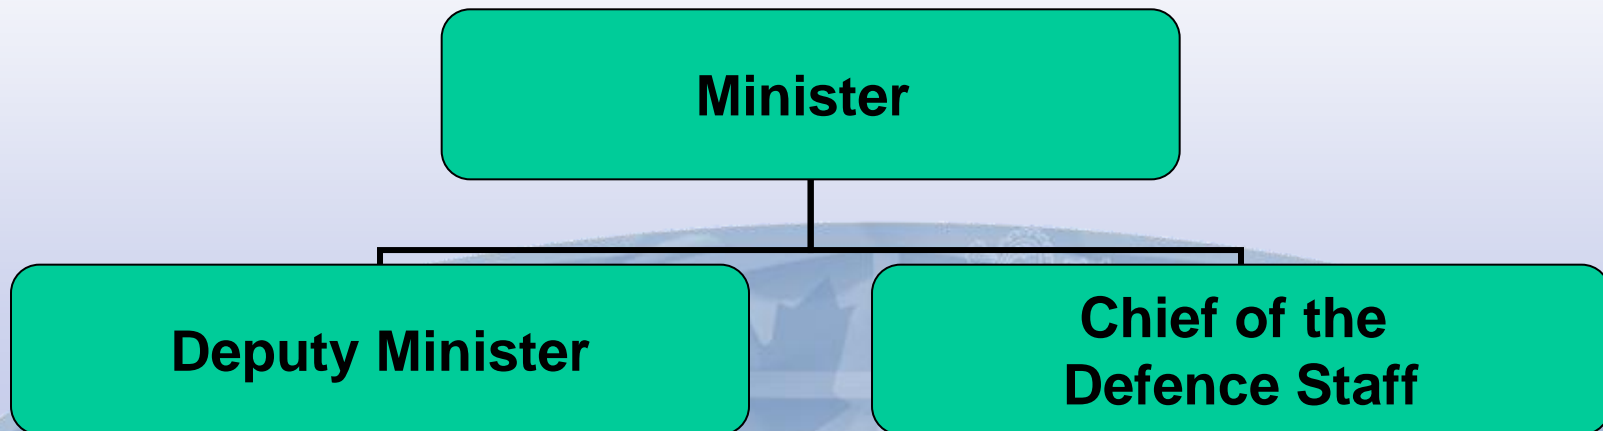 Minister
Deputy Minister
Chief of the
Defence Staff